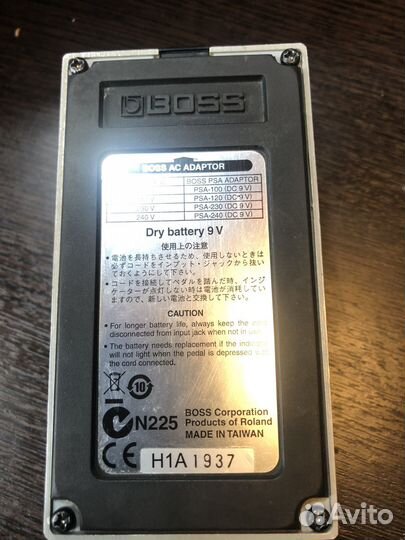 BOSS
BOSS AC ADAPTOR
BOSS PSA ADAPTOR
PSA-100 (DC 9 V)
PSA-120 (DC 9 V)
PSA-230 (DC 9 V)
240 V PSA-240 (DC 9 V)
Dry battery 9 V
使用上の注意
• 電池を長持ちさせるため、使用しないときは
必ずコードをインプット・ジャックから抜い
ておくようにして下さい。
• コードを接続してペダルを踏んだ時、インジ
ケーターが点灯しない時は電池が消耗してい
ますので、新しい電池と交換して下さい。
CAUTION
• For longer battery life, always keep the cord
disconnected from input jack when not in use.
• The battery needs replacement if the indicator
will not light when the pedal is depressed with
the cord connected.
10
N225
BOSS Corporation
Products of Roland
MADE IN TAIWAN
CE
H1A1937
Avito